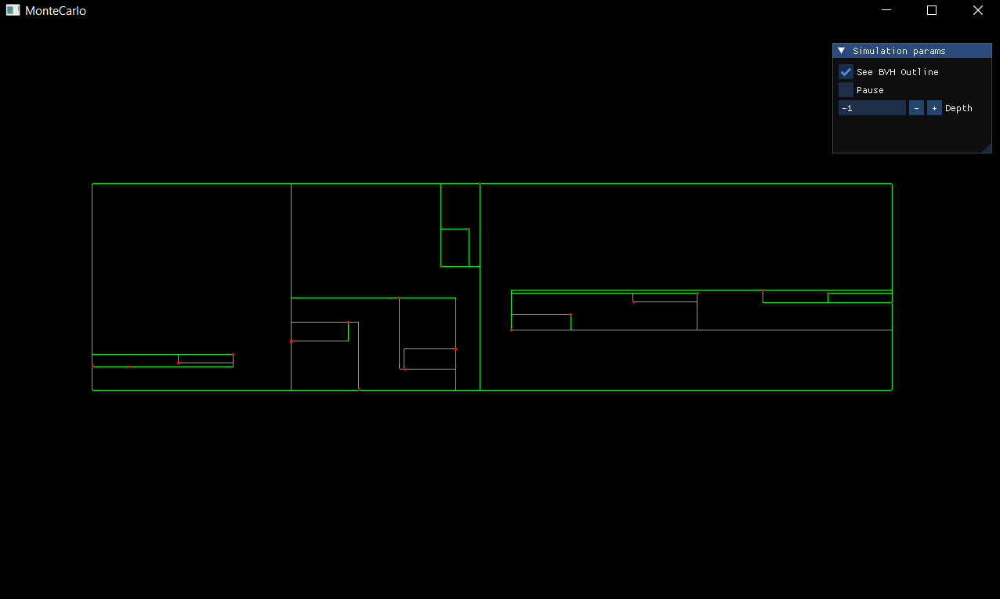 MonteCarlo
Simulation params
See BVH Outline
Pause
-1 - + Depth